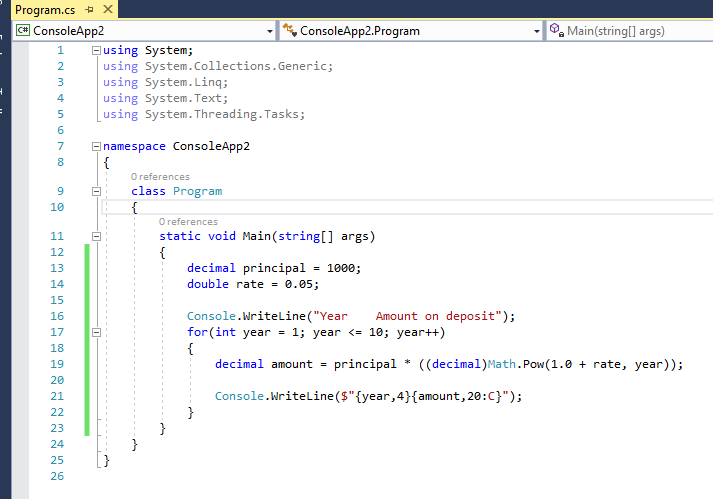 Program.cs
C# ConsoleApp2
ConsoleApp2.Program
Main(string[] args)
1 using System;
2 using System.Collections.Generic;
3 using System.Linq;
4 using System.Text;
5 using System.Threading.Tasks;
6
7 namespace ConsoleApp2
8 {
0 references
9 class Program
10 {
0 references
11 static void Main(string[] args)
12 {
13 decimal principal = 1000;
14 double rate = 0.05;
15
16 Console.WriteLine("Year    Amount on deposit");
17 for(int year = 1; year <= 10; year++)
18 {
19 decimal amount = principal * ((decimal)Math.Pow(1.0 + rate, year));
20
21 Console.WriteLine($"{year,4}{amount,20:C}");
22 }
23 }
24 }
25 }
26